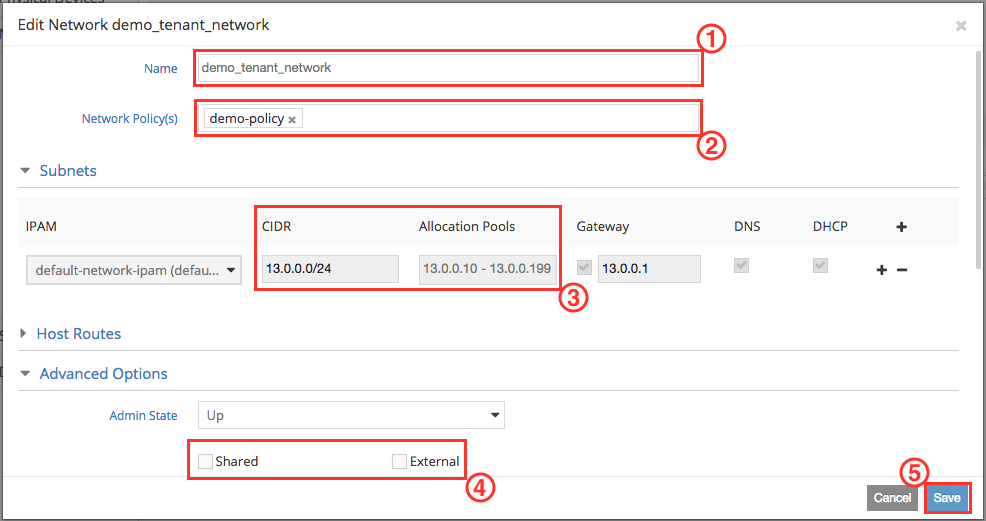 Physical Devices
Edit Network demo_tenant_network
×
1
Name
demo_tenant_network
Network Policy(s)
demo-policy ×
2
Subnets
IPAM CIDR Allocation Pools Gateway DNS DHCP +
default-network-ipam (defau... 13.0.0.0/24 13.0.0.10 - 13.0.0.199 13.0.0.1 + −
3
Host Routes
Advanced Options
Admin State Up
Shared External
4
5
Cancel Save